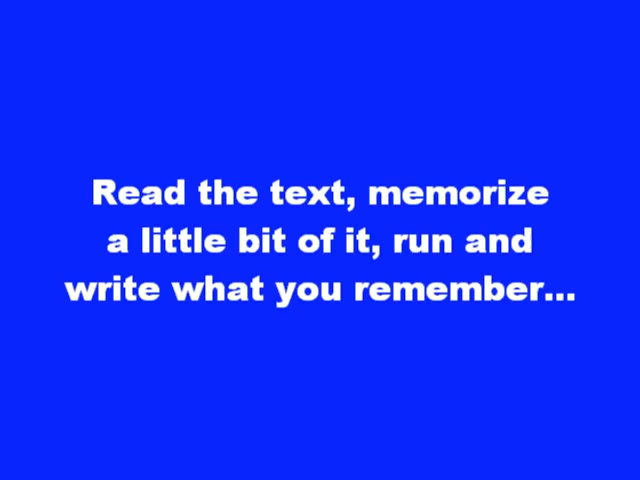 Read the text, memorize
a little bit of it, run and
write what you remember...